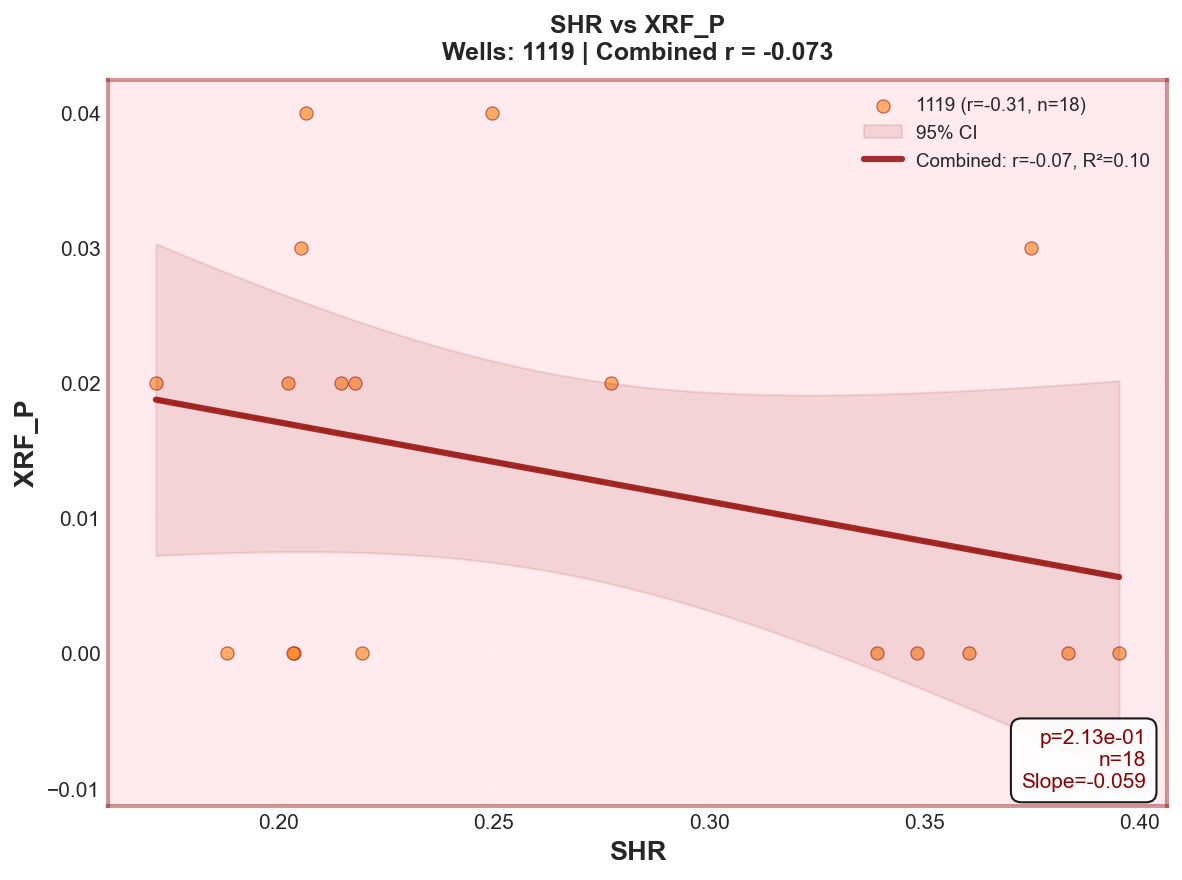 SHR vs XRF_P
Wells: 1119 | Combined r = -0.073
1119 (r=-0.31, n=18)
95% CI
Combined: r=-0.07, R²=0.10
0.04
0.03
0.02
0.01
0.00
−0.01
XRF_P
p=2.13e-01
n=18
Slope=-0.059
0.20
0.25
0.30
0.35
0.40
SHR